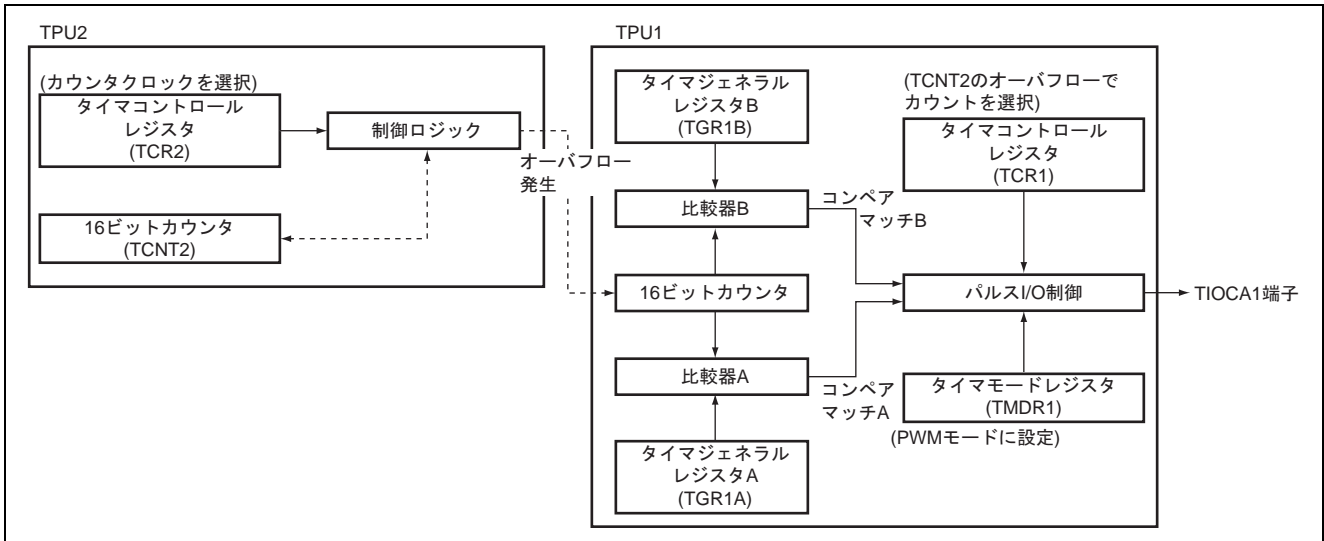 TPU2
(カウンタクロックを選択)
タイマコントロール
レジスタ
(TCR2)
制御ロジック
16ビットカウンタ
(TCNT2)
オーバフロー
発生
TPU1
タイマジェネラル
レジスタB
(TGR1B)
比較器B
コンペア
マッチB
16ビットカウンタ
比較器A
コンペア
マッチA
タイマジェネラル
レジスタA
(TGR1A)
(TCNT2のオーバフローで
カウントを選択)
タイマコントロール
レジスタ
(TCR1)
パルスI/O制御
TIOCA1端子
タイマモードレジスタ
(TMDR1)
(PWMモードに設定)